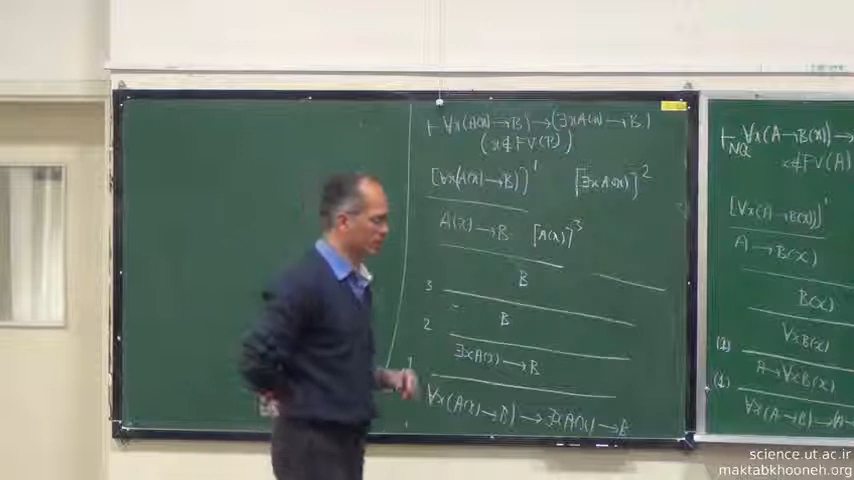 ⊢ ∀x(A(x)→B)→(∃xA(x)→B)
(x∉FV(B))
[∀x(A(x)→B)]¹ [∃xA(x)]²
A(x)→B [A(x)]³
B
3
B
2
∃xA(x)→B
1
∀x(A(x)→B)→∃xA(x)→B
⊢NQ ∀x(A→B(x))→
x∉FV(A)
[∀x(A→B(x))]¹
A→B(x)
B(x)
∀xB(x)
(2)
A→∀xB(x)
(1)
∀x(A→B)→(A→
science.ut.ac.ir
maktabkhooneh.org